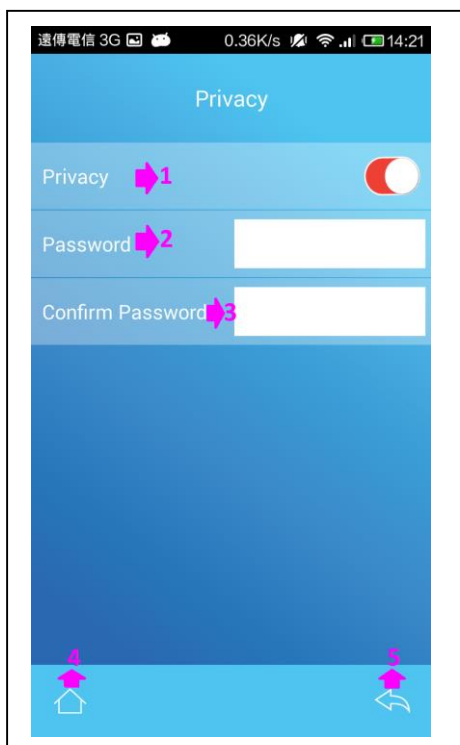 遠傳電信 3G 0.36K/s 14:21
Privacy
Privacy 1
Password 2
Confirm Password 3
4 5